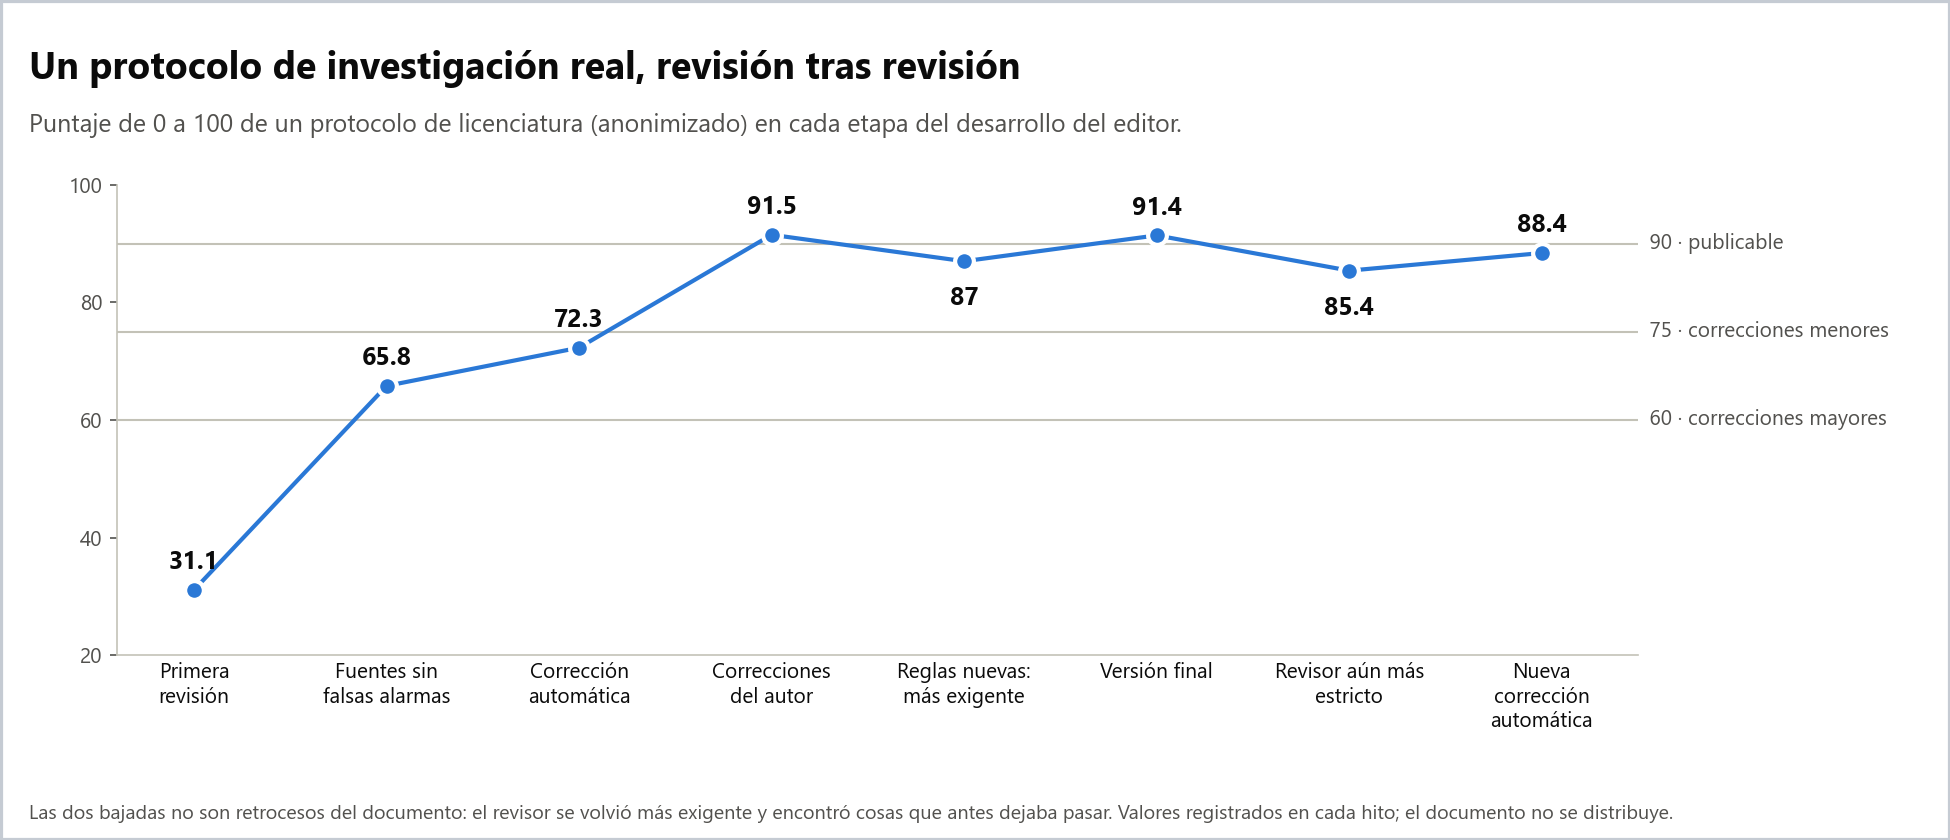 Un protocolo de investigación real, revisión tras revisión
Puntaje de 0 a 100 de un protocolo de licenciatura (anonimizado) en cada etapa del desarrollo del editor.
100
80
60
40
20
31.1
65.8
72.3
91.5
87
91.4
85.4
88.4
90 · publicable
75 · correcciones menores
60 · correcciones mayores
Primera
revisión
Fuentes sin
falsas alarmas
Corrección
automática
Correcciones
del autor
Reglas nuevas:
más exigente
Versión final
Revisor aún más
estricto
Nueva
corrección
automática
Las dos bajadas no son retrocesos del documento: el revisor se volvió más exigente y encontró cosas que antes dejaba pasar. Valores registrados en cada hito; el documento no se distribuye.